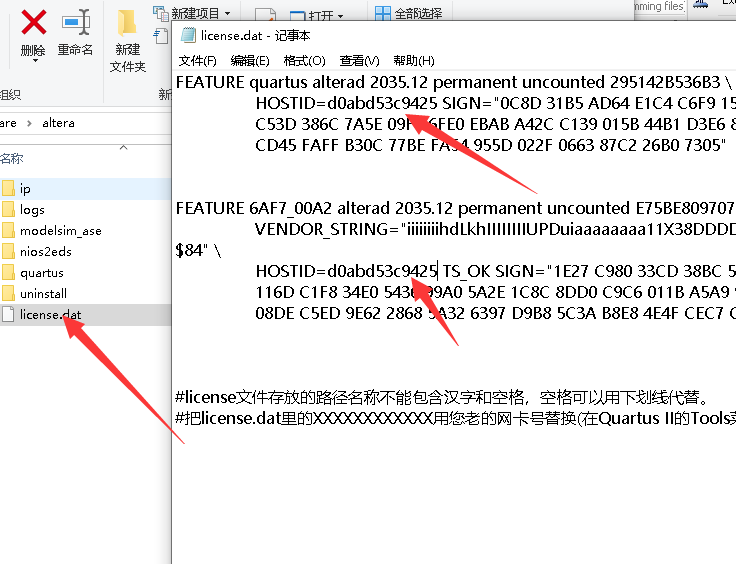 删除
重命名
新建
文件夹
新建项目
打开
全部选择
mming files
组织
are > altera
名称
ip
logs
modelsim_ase
nios2eds
quartus
uninstall
license.dat
license.dat - 记事本
文件(F) 编辑(E) 格式(O) 查看(V) 帮助(H)
FEATURE quartus alterad 2035.12 permanent uncounted 295142B536B3 \
HOSTID=d0abd53c9425 SIGN="0C8D 31B5 AD64 E1C4 C6F9 15
C53D 386C 7A5E 6FE0 EBAB A42C C139 015B 44B1 D3E6 8
CD45 FAFF B30C 77BE FA54 955D 022F 0663 87C2 26B0 7305"
FEATURE 6AF7_00A2 alterad 2035.12 permanent uncounted E75BE809707
VENDOR_STRING="iiiiiiiihdLkhIIIIIIIIUPDuiaaaaaaaa11X38DDDD
$84" \
HOSTID=d0abd53c9425 TS_OK SIGN="1E27 C980 33CD 38BC 5
116D C1F8 34E0 5436 99A0 5A2E 1C8C 8DD0 C9C6 011B A5A9
08DE C5ED 9E62 2868 5A32 6397 D9B8 5C3A B8E8 4E4F CEC7
#license文件存放的路径名称不能包含汉字和空格，空格可以用下划线代替。
#把license.dat里的XXXXXXXXXXXX用您老的网卡号替换(在Quartus II的Tools菜